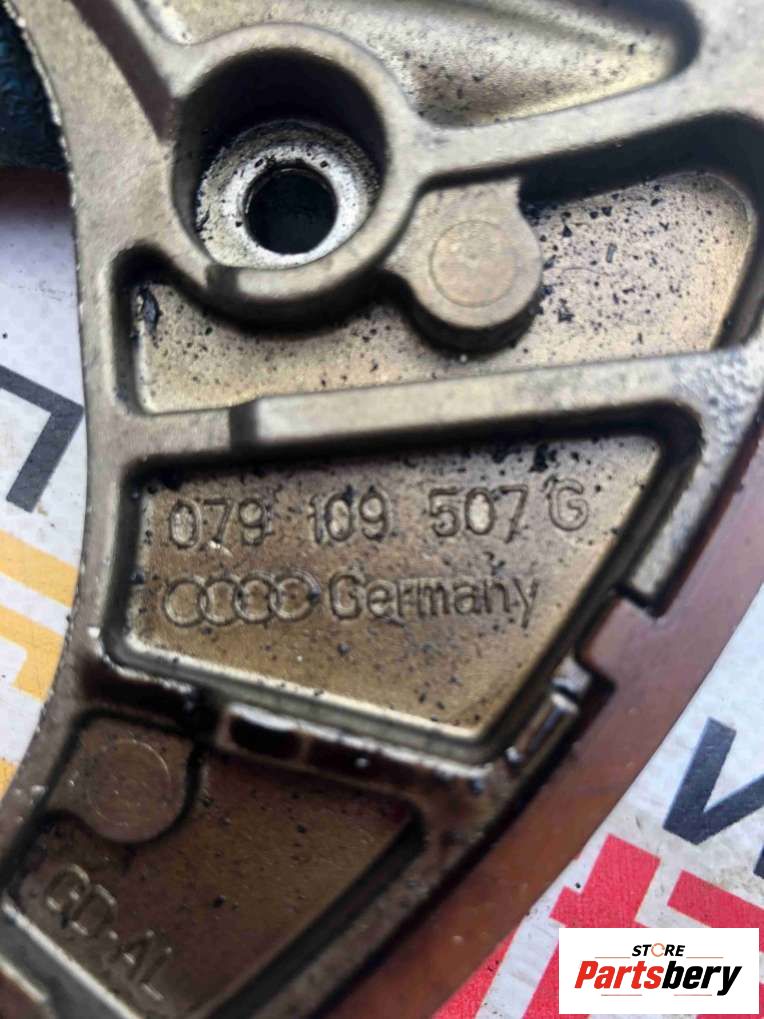 079 109 507 G
Germany
GD-AL
STORE
Partsbery